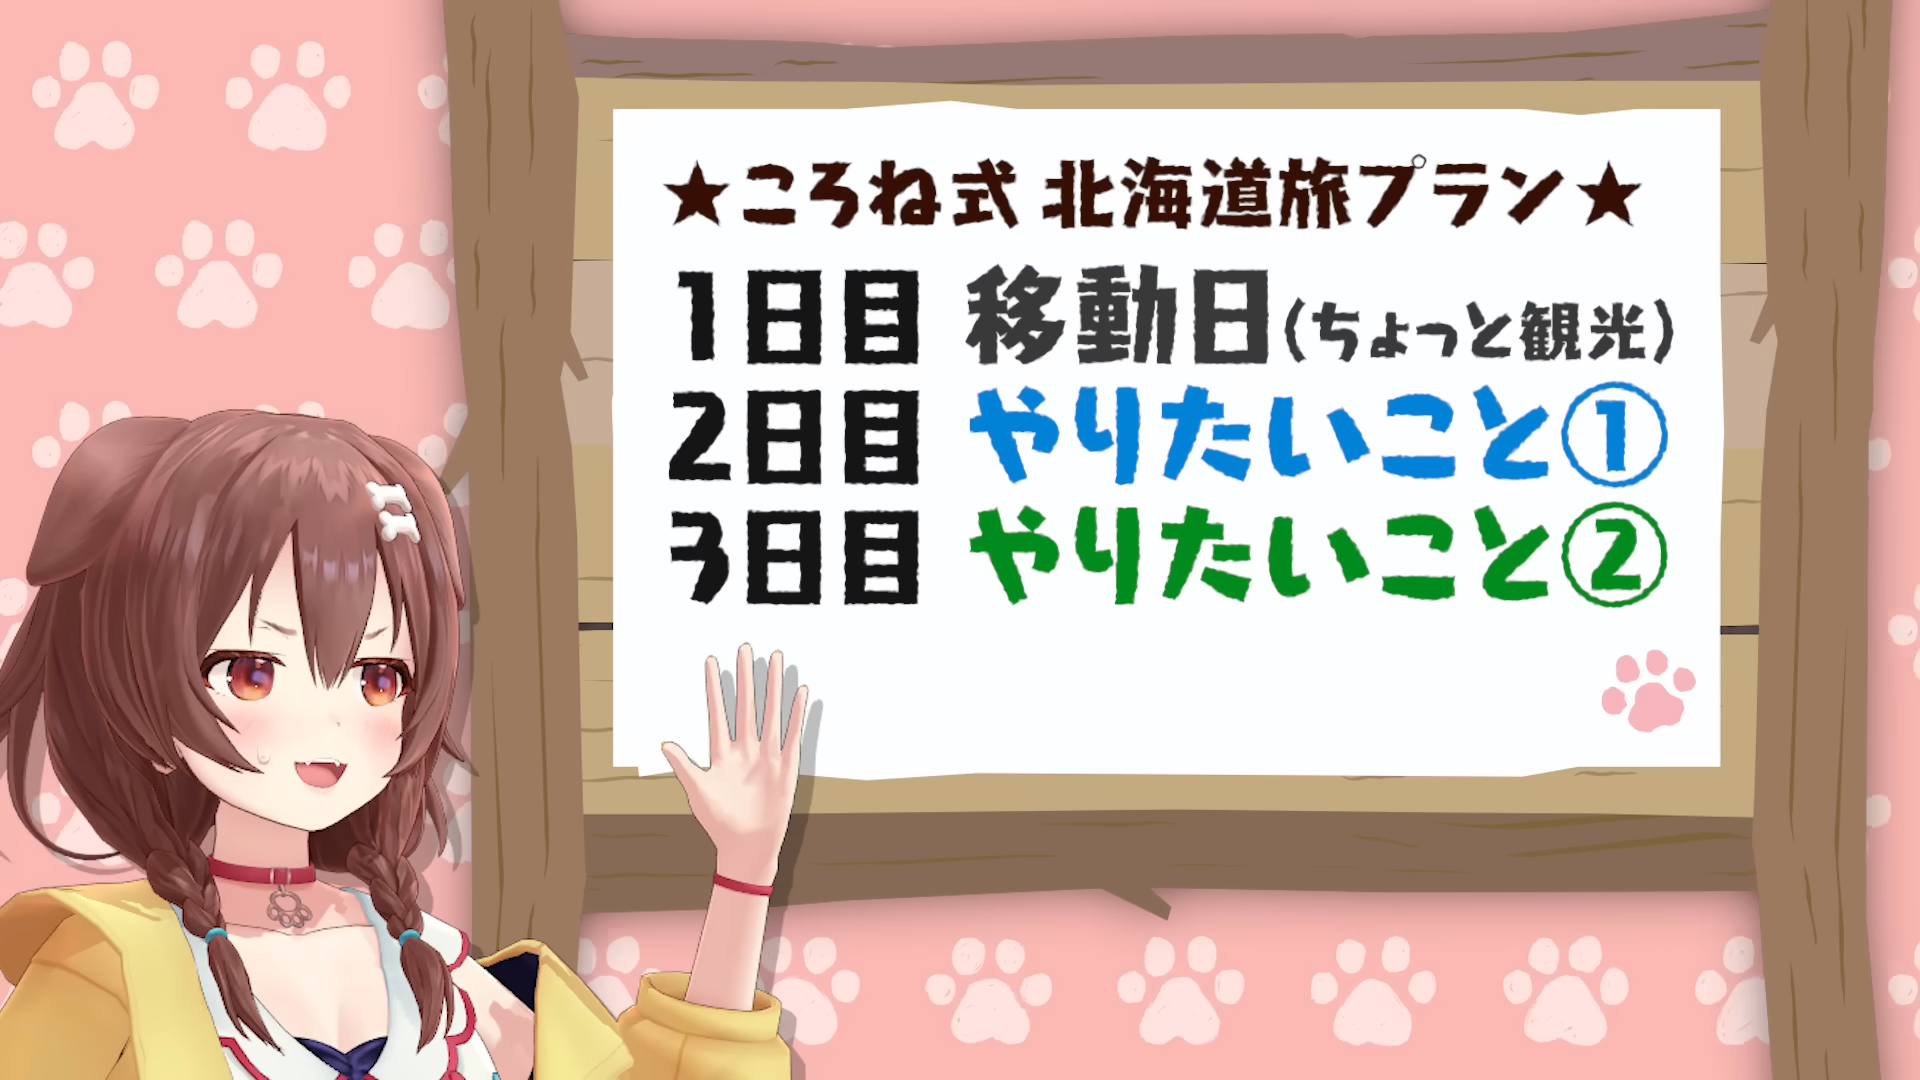 ★ころね式 北海道旅プラン★
1日目 移動日(ちょっと観光)
2日目 やりたいこと①
3日目 やりたいこと②